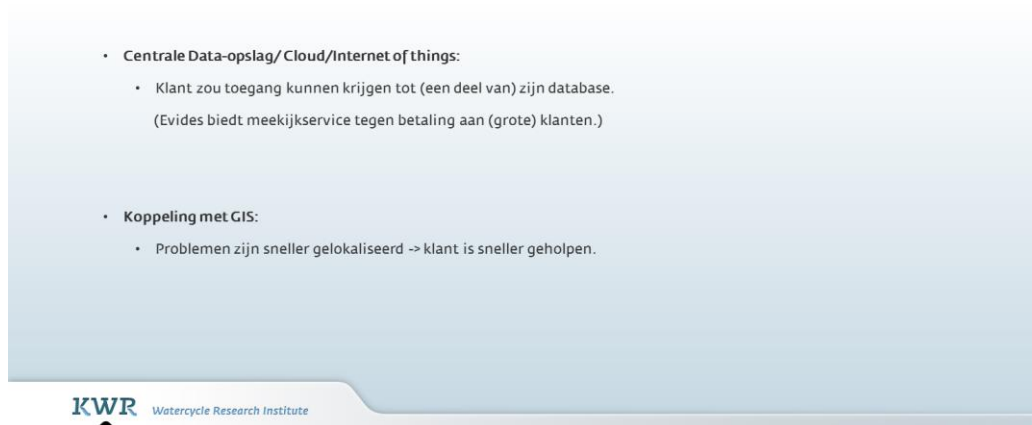 • Centrale Data-opslag/ Cloud/Internet of things:
• Klant zou toegang kunnen krijgen tot (een deel van) zijn database.
(Evides biedt meekijkservice tegen betaling aan (grote) klanten.)
• Koppeling met GIS:
• Problemen zijn sneller gelokaliseerd -> klant is sneller geholpen.
KWR Watercycle Research Institute